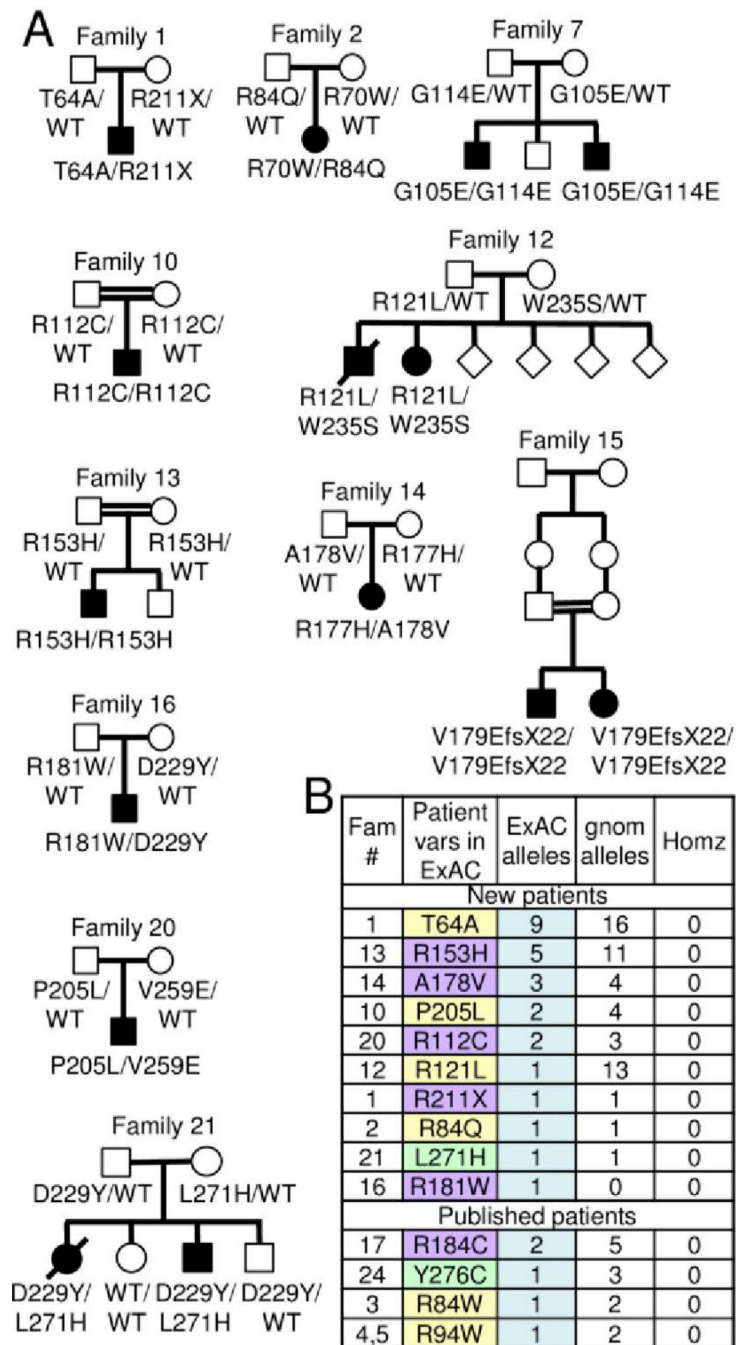 A
Family 1
T64A/ R211X/
WT WT
T64A/R211X
Family 2
R84Q/ R70W/
WT WT
R70W/R84Q
Family 7
G114E/WT G105E/WT
G105E/G114E G105E/G114E
Family 10
R112C/ R112C/
WT WT
R112C/R112C
Family 12
R121L/WT W235S/WT
R121L/ R121L/
W235S W235S
Family 13
R153H/ R153H/
WT WT
R153H/R153H
Family 14
A178V/ R177H/
WT WT
R177H/A178V
Family 15
V179EfsX22/ V179EfsX22/
V179EfsX22 V179EfsX22
Family 16
R181W/ D229Y/
WT WT
R181W/D229Y
Family 20
P205L/ V259E/
WT WT
P205L/V259E
Family 21
D229Y/WT L271H/WT
D229Y/ WT/ D229Y/ D229Y/
L271H WT L271H WT
B
Fam # Patient vars in ExAC ExAC alleles gnom alleles Homz
New patients
1 T64A 9 16 0
13 R153H 5 11 0
14 A178V 3 4 0
10 P205L 2 4 0
20 R112C 2 3 0
12 R121L 1 13 0
1 R211X 1 1 0
2 R84Q 1 1 0
21 L271H 1 1 0
16 R181W 1 0 0
Published patients
17 R184C 2 5 0
24 Y276C 1 3 0
3 R84W 1 2 0
4,5 R94W 1 2 0